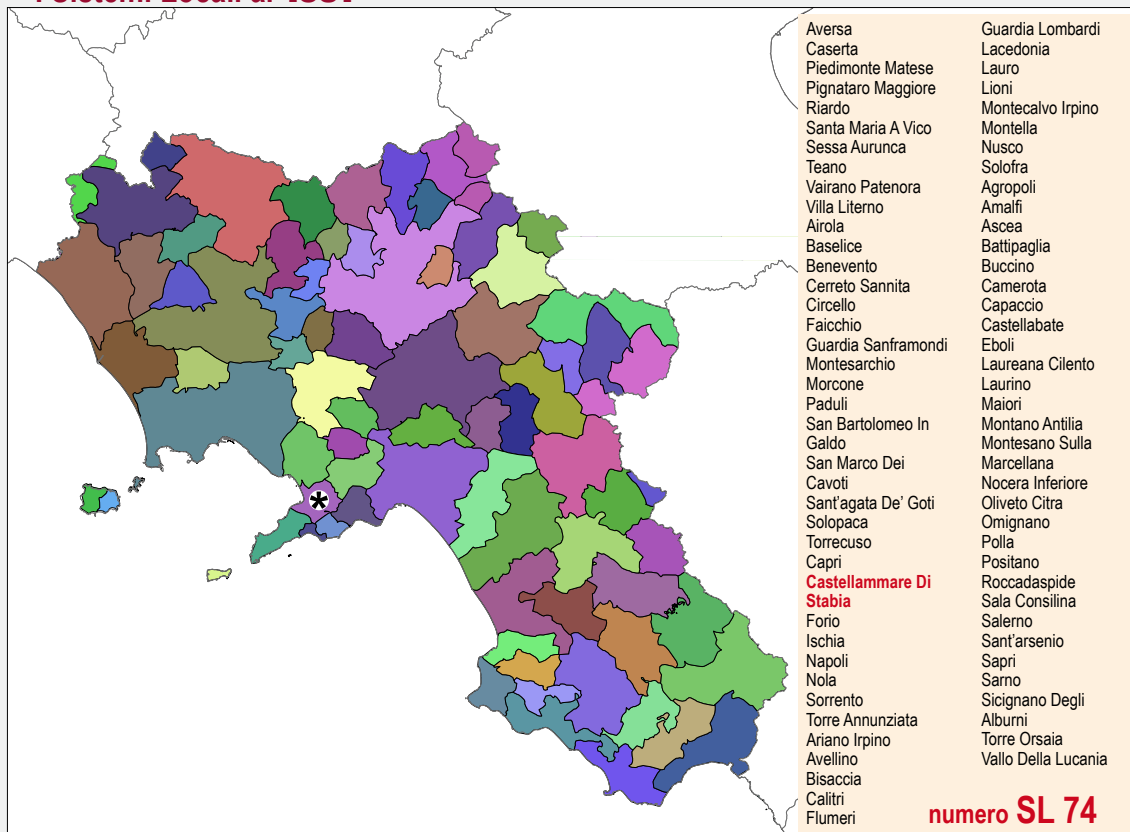 Aversa
Caserta
Piedimonte Matese
Pignataro Maggiore
Riardo
Santa Maria A Vico
Sessa Aurunca
Teano
Vairano Patenora
Villa Literno
Airola
Baselice
Benevento
Cerreto Sannita
Circello
Faicchio
Guardia Sanframondi
Montesarchio
Morcone
Paduli
San Bartolomeo In
Galdo
San Marco Dei
Cavoti
Sant'agata De' Goti
Solopaca
Torrecuso
Capri
Castellammare Di
Stabia
Forio
Ischia
Napoli
Nola
Sorrento
Torre Annunziata
Ariano Irpino
Avellino
Bisaccia
Calitri
Flumeri
Guardia Lombardi
Lacedonia
Lauro
Lioni
Montecalvo Irpino
Montella
Nusco
Solofra
Agropoli
Amalfi
Ascea
Battipaglia
Buccino
Camerota
Capaccio
Castellabate
Eboli
Laureana Cilento
Laurino
Maiori
Montano Antilia
Montesano Sulla
Marcellana
Nocera Inferiore
Oliveto Citra
Omignano
Polla
Positano
Roccadaspide
Sala Consilina
Salerno
Sant'arsenio
Sapri
Sarno
Sicignano Degli
Alburni
Torre Orsaia
Vallo Della Lucania
numero SL 74
*